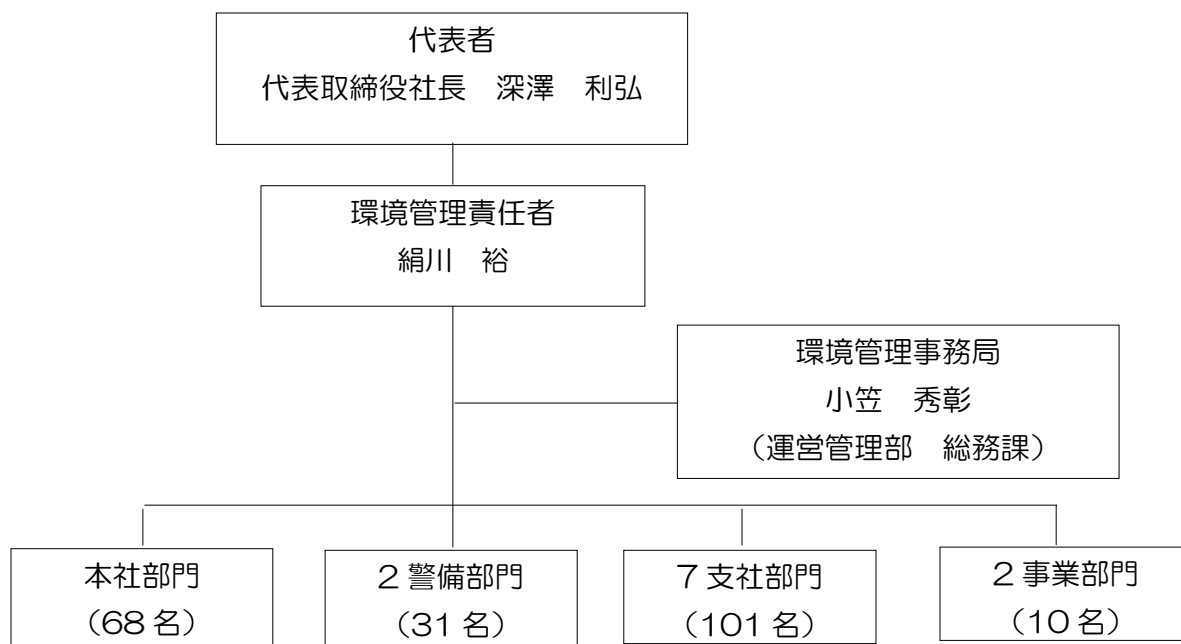 代表者
代表取締役社長　深澤　利弘
環境管理責任者
絹川　裕
環境管理事務局
小笠　秀彰
（運営管理部　総務課）
本社部門
（68名）
2警備部門
（31名）
7支社部門
（101名）
2事業部門
（10名）